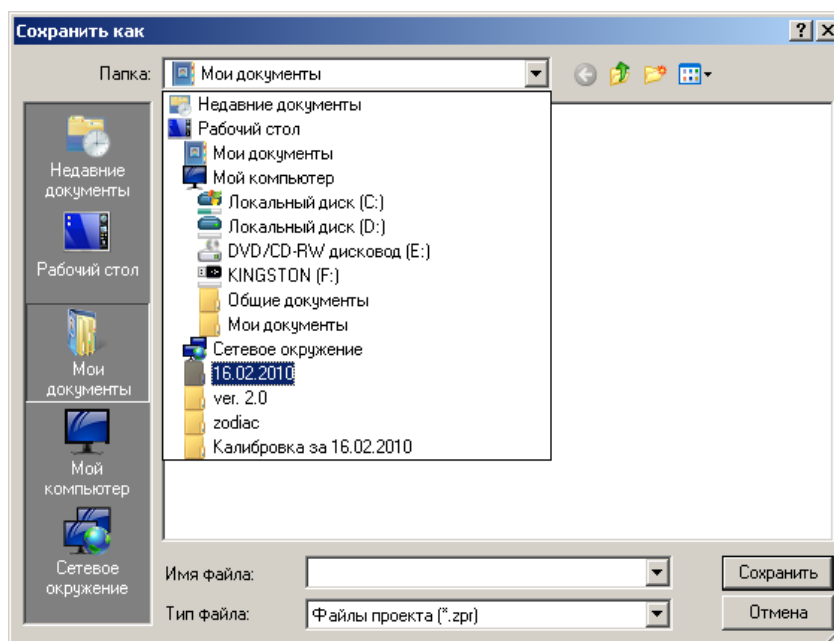 Сохранить как
Папка:
Мои документы
Недавние документы
Рабочий стол
Мои документы
Мой компьютер
Локальный диск (C:)
Локальный диск (D:)
DVD/CD-RW дисковод (E:)
KINGSTON (F:)
Общие документы
Мои документы
Сетевое окружение
16.02.2010
ver. 2.0
zodiac
Калибровка за 16.02.2010
Недавние
документы
Рабочий стол
Мои
документы
Мой
компьютер
Сетевое
окружение
Имя файла:
Сохранить
Тип файла:
Файлы проекта (*.zpr)
Отмена